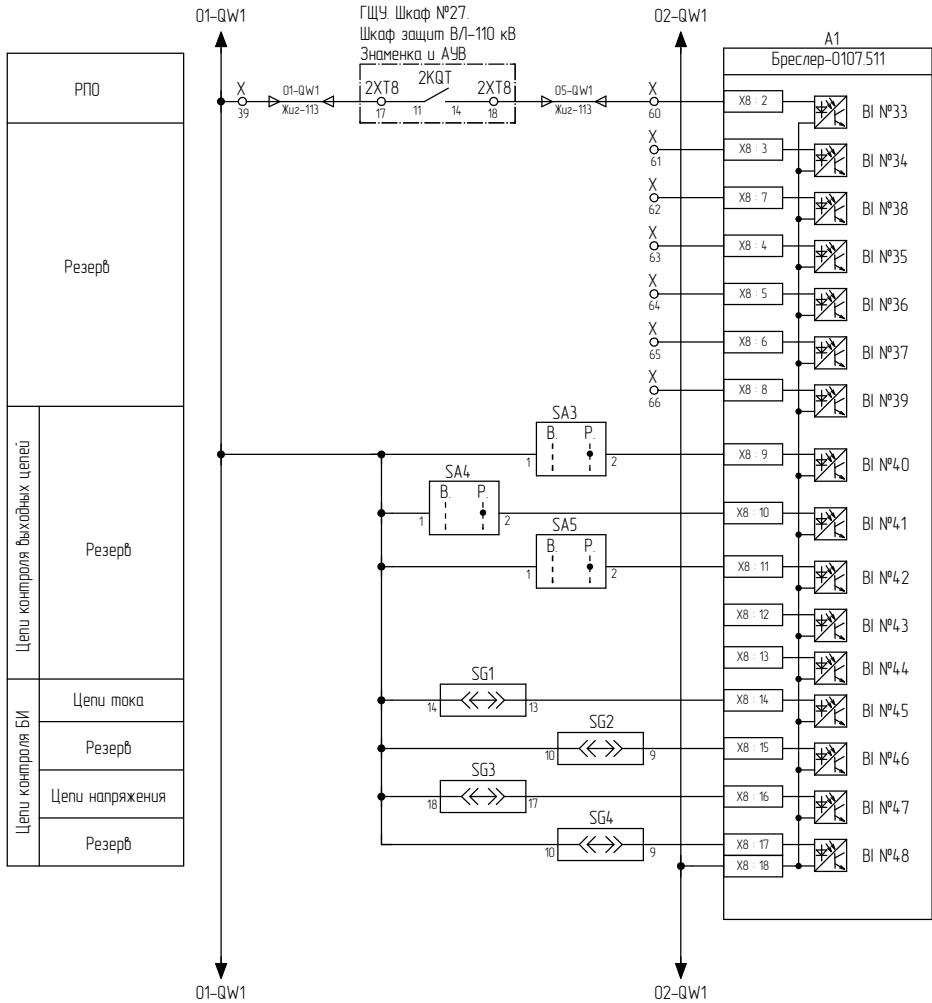 01-QW1
ГЩУ. Шкаф №27.
Шкаф защит ВЛ-110 кВ
Знаменка и АУВ
02-QW1
А1
Бреслер-0107.511
РПО
X
39
01-QW1
Жиг-113
2XT8
17
2KQT
11
14
2XT8
18
05-QW1
Жиг-113
X
60
X8 : 2
BI №33
X
61
X8 : 3
BI №34
X
62
X8 : 7
BI №38
Резерв
X
63
X8 : 4
BI №35
X
64
X8 : 5
BI №36
X
65
X8 : 6
BI №37
X
66
X8 : 8
BI №39
Цепи контроля выходных цепей
Резерв
SA3
В.
Р.
1
2
X8 : 9
BI №40
SA4
В.
Р.
1
2
X8 : 10
BI №41
SA5
В.
Р.
1
2
X8 : 11
BI №42
X8 : 12
BI №43
X8 : 13
BI №44
Цепи контроля БИ
Цепи тока
SG1
14
13
X8 : 14
BI №45
Резерв
SG2
10
9
X8 : 15
BI №46
Цепи напряжения
SG3
18
17
X8 : 16
BI №47
Резерв
SG4
10
9
X8 : 17
BI №48
X8 : 18
01-QW1
02-QW1